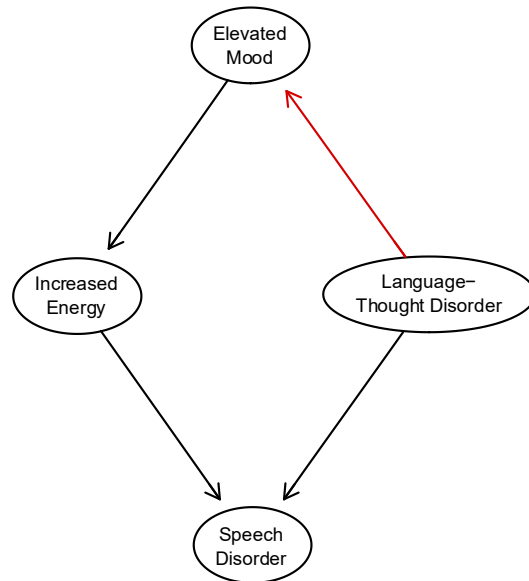 Elevated
Mood
Increased
Energy
Language−
Thought Disorder
Speech
Disorder